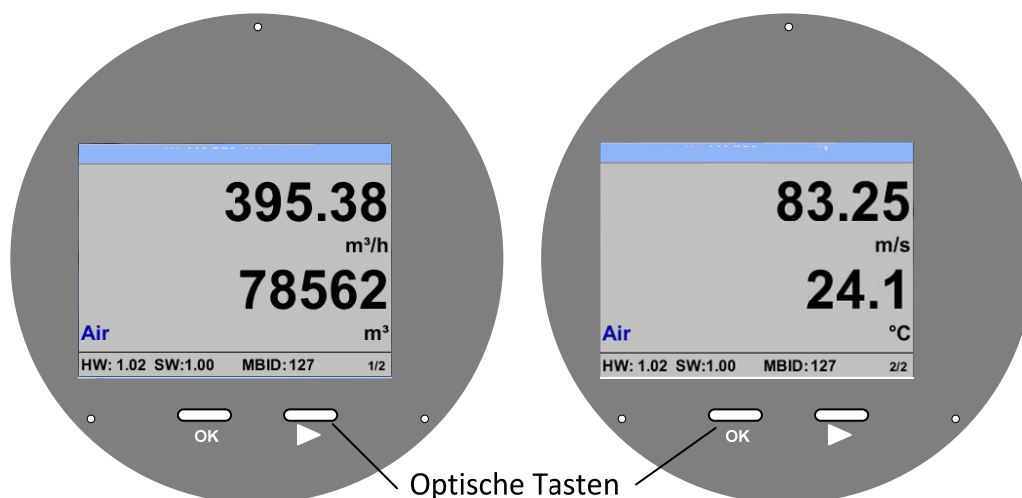 395.38
m³/h
78562
Air m³
HW: 1.02 SW:1.00 MBID:127 1/2
OK
83.25
m/s
24.1
Air °C
HW: 1.02 SW:1.00 MBID:127 2/2
OK
Optische Tasten